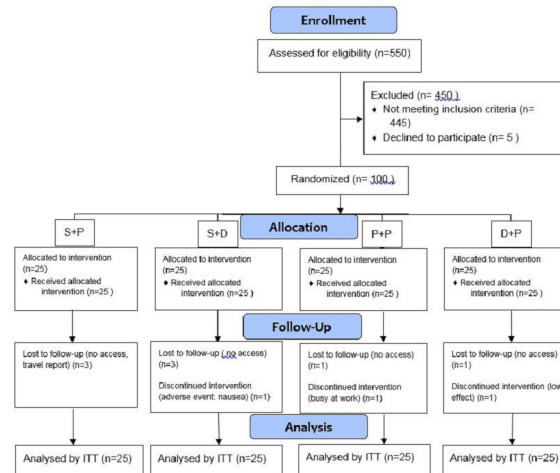 Enrollment
Assessed for eligibility (n=550)
Excluded (n= 450 )
♦ Not meeting inclusion criteria (n=
445)
♦ Declined to participate (n= 5 )
Randomized (n= 100 )
Allocation
S+P
Allocated to intervention
(n=25)
♦ Received allocated
intervention (n=25 )
S+D
Allocated to intervention
(n=25)
♦ Received allocated
intervention (n=25 )
P+P
Allocated to intervention
(n=25)
♦ Received allocated
intervention (n=25 )
D+P
Allocated to intervention
(n=25)
♦ Received allocated
intervention (n=25 )
Follow-Up
Lost to follow-up (no access,
travel report) (n=3)
Lost to follow-up ( no access)
(n=3)
Discontinued intervention
(adverse event: nausea) (n=1)
Lost to follow-up (no access)
(n=1)
Discontinued intervention
(busy at work) (n=1)
Lost to follow-up (no access)
(n=1)
Discontinued intervention (low
effect) (n=1)
Analysis
Analysed by ITT (n=25)
Analysed by ITT (n=25)
Analysed by ITT (n=25)
Analysed by ITT (n=25)